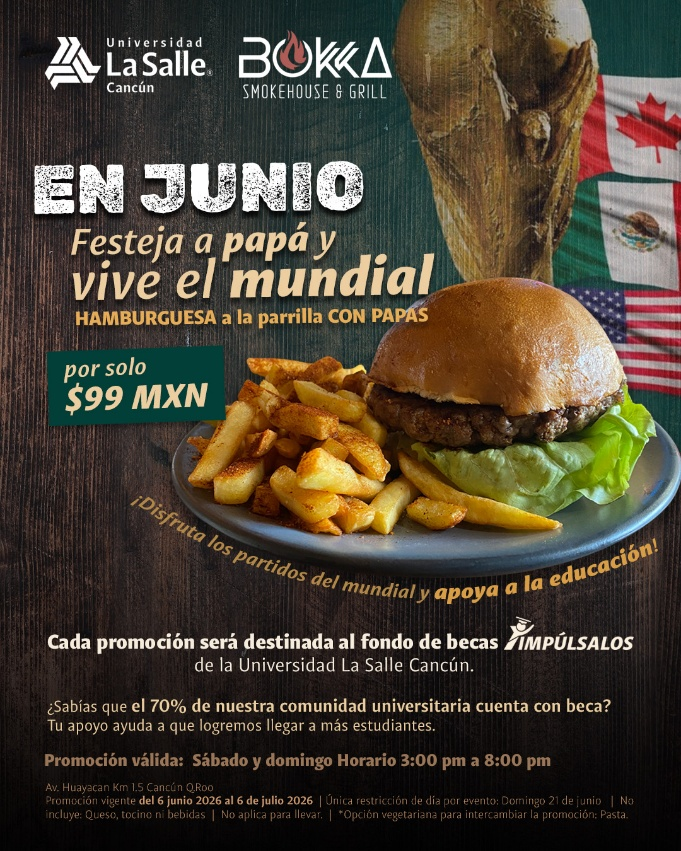 Universidad
La Salle®
Cancún
BOKKA
SMOKEHOUSE & GRILL
EN JUNIO
Festeja a papá y
vive el mundial
HAMBURGUESA a la parrilla CON PAPAS
por solo
$99 MXN
¡Disfruta los partidos del mundial y apoya a la educación!
Cada promoción será destinada al fondo de becas IMPÚLSALOS
de la Universidad La Salle Cancún.
¿Sabías que el 70% de nuestra comunidad universitaria cuenta con beca?
Tu apoyo ayuda a que logremos llegar a más estudiantes.
Promoción válida: Sábado y domingo Horario 3:00 pm a 8:00 pm
Av. Huayacan Km 1.5 Cancún Q,Roo
Promoción vigente del 6 junio 2026 al 6 de julio 2026 | Única restricción de día por evento: Domingo 21 de junio | No
incluye: Queso, tocino ni bebidas | No aplica para llevar. | *Opción vegetariana para intercambiar la promoción: Pasta.